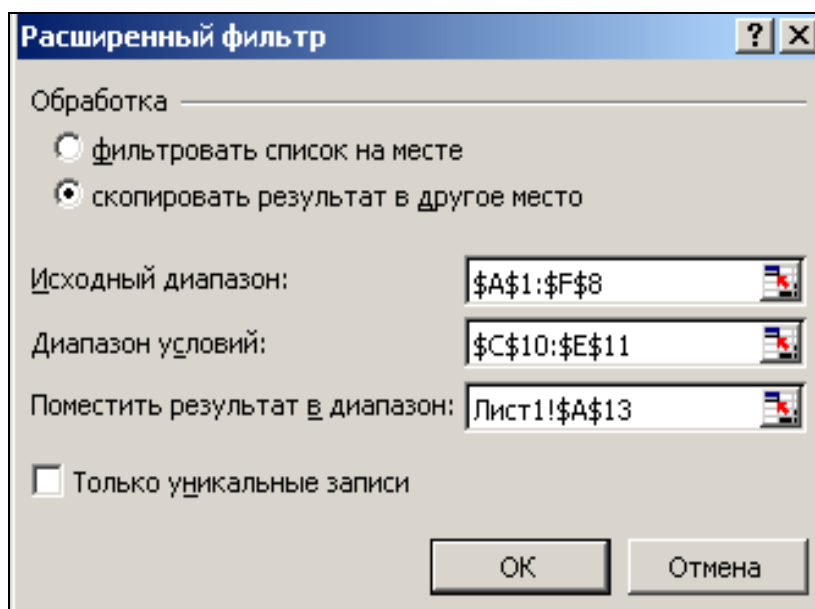 Расширенный фильтр
Обработка
фильтровать список на месте
скопировать результат в другое место
Исходный диапазон: $A$1:$F$8
Диапазон условий: $C$10:$E$11
Поместить результат в диапазон: Лист1!$A$13
Только уникальные записи
ОК Отмена